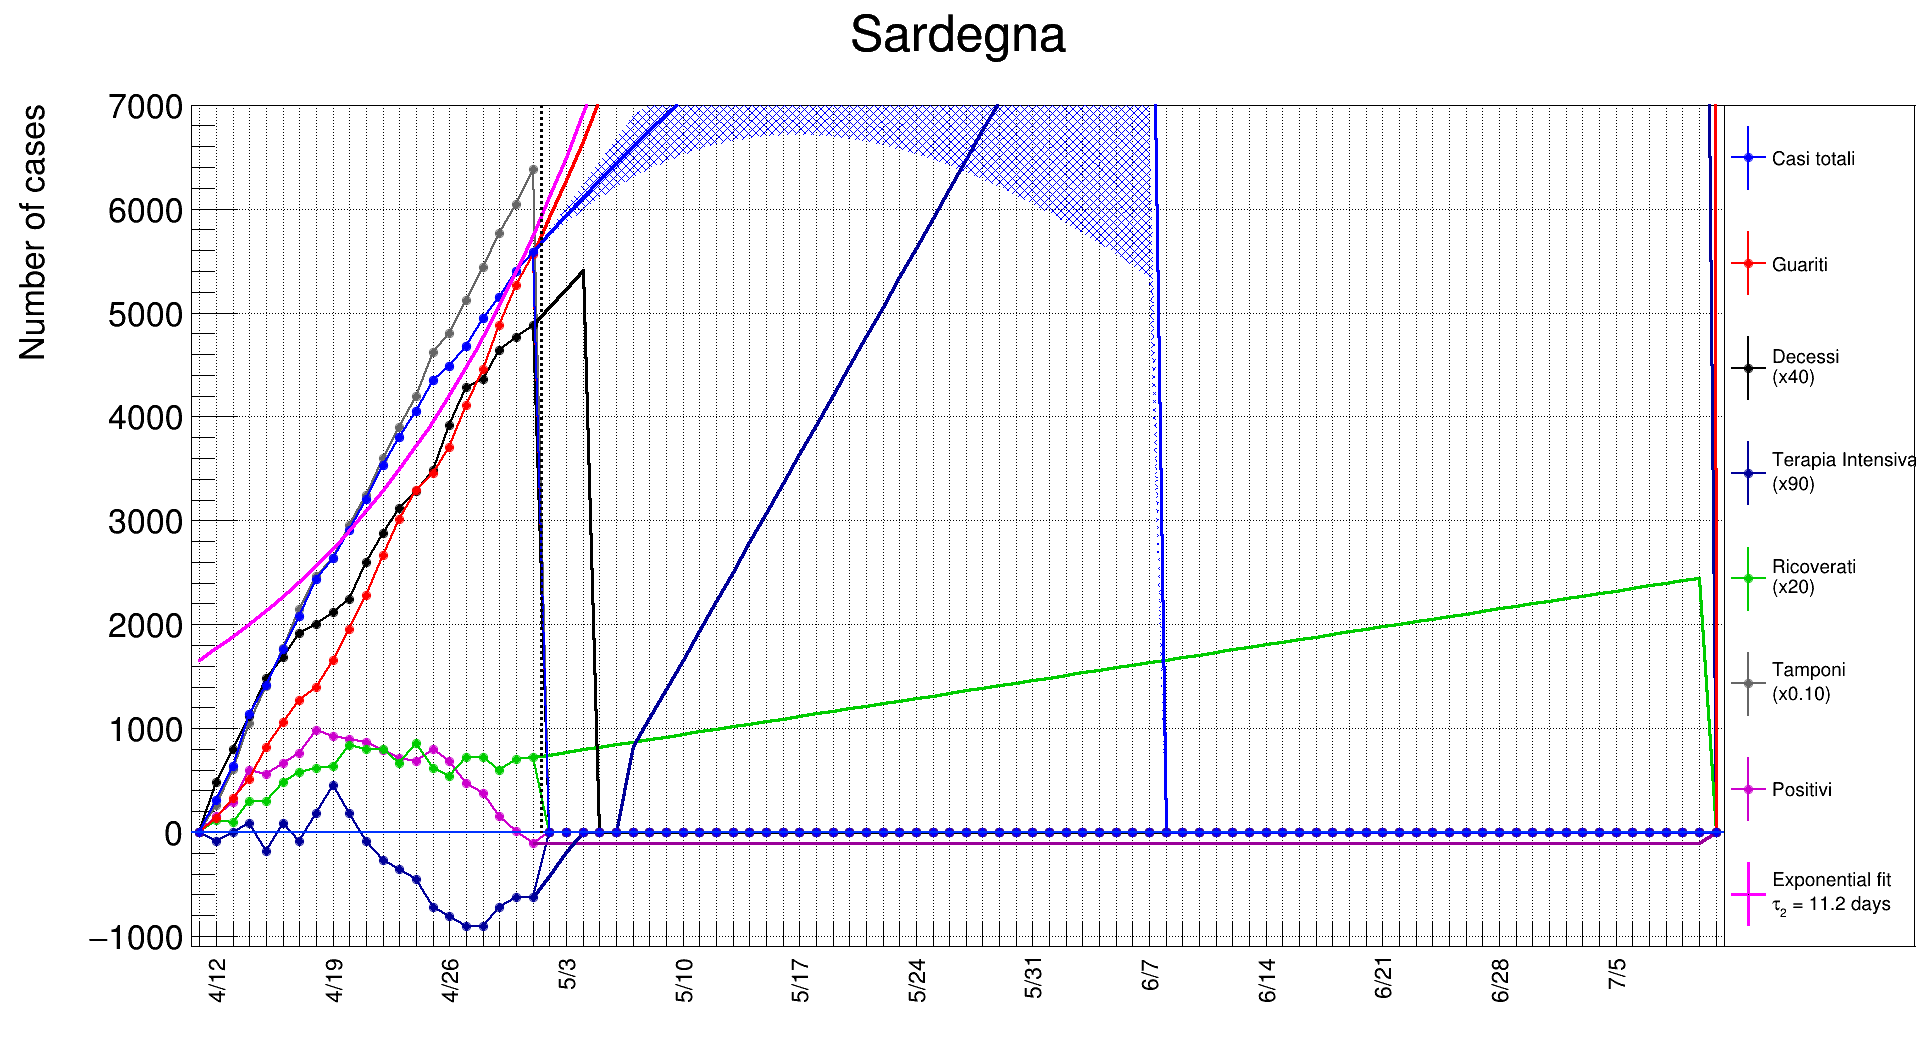 Sardegna
Number of cases
7000
6000
5000
4000
3000
2000
1000
0
−1000
4/12
4/19
4/26
5/3
5/10
5/17
5/24
5/31
6/7
6/14
6/21
6/28
7/5
Casi totali
Guariti
Decessi
(x40)
Terapia Intensiva
(x90)
Ricoverati
(x20)
Tamponi
(x0.10)
Positivi
Exponential fit
τ2 = 11.2 days